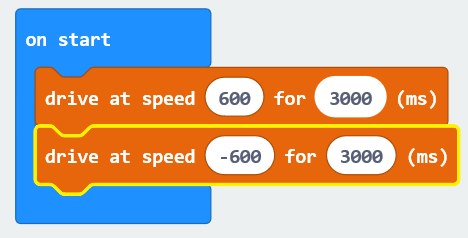 on start
drive at speed 600 for 3000 (ms)
drive at speed -600 for 3000 (ms)